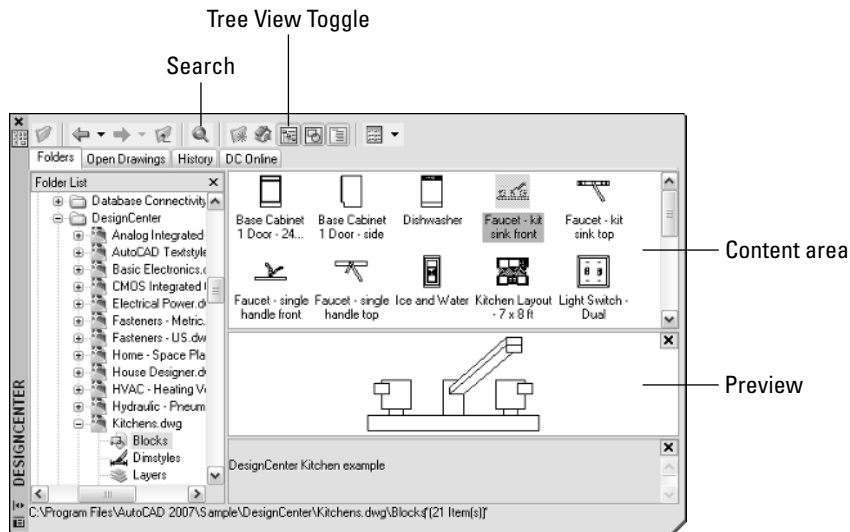 Tree View Toggle
Search
Folders
Open Drawings
History
DC Online
Folder List
Database Connectivity
DesignCenter
Analog Integrated
AutoCAD Textstyle
Basic Electronics.
CMOS Integrated
Electrical Power.d
Fasteners - Metric.
Fasteners - US.dw
Home - Space Pla
House Designer.d
HVAC - Heating V
Hydraulic - Pneum
Kitchens.dwg
Blocks
Dimstyles
Layers
Base Cabinet
1 Door - 24...
Base Cabinet
1 Door - side
Dishwasher
Faucet - kit
sink front
Faucet - kit
sink top
Faucet - single
handle front
Faucet - single
handle top
Ice and Water
Kitchen Layout
- 7 x 8 ft
Light Switch -
Dual
Content area
Preview
DesignCenter Kitchen example
DESIGNCENTER
C:\Program Files\AutoCAD 2007\Sample\DesignCenter\Kitchens.dwg\Blocks (21 Item(s))